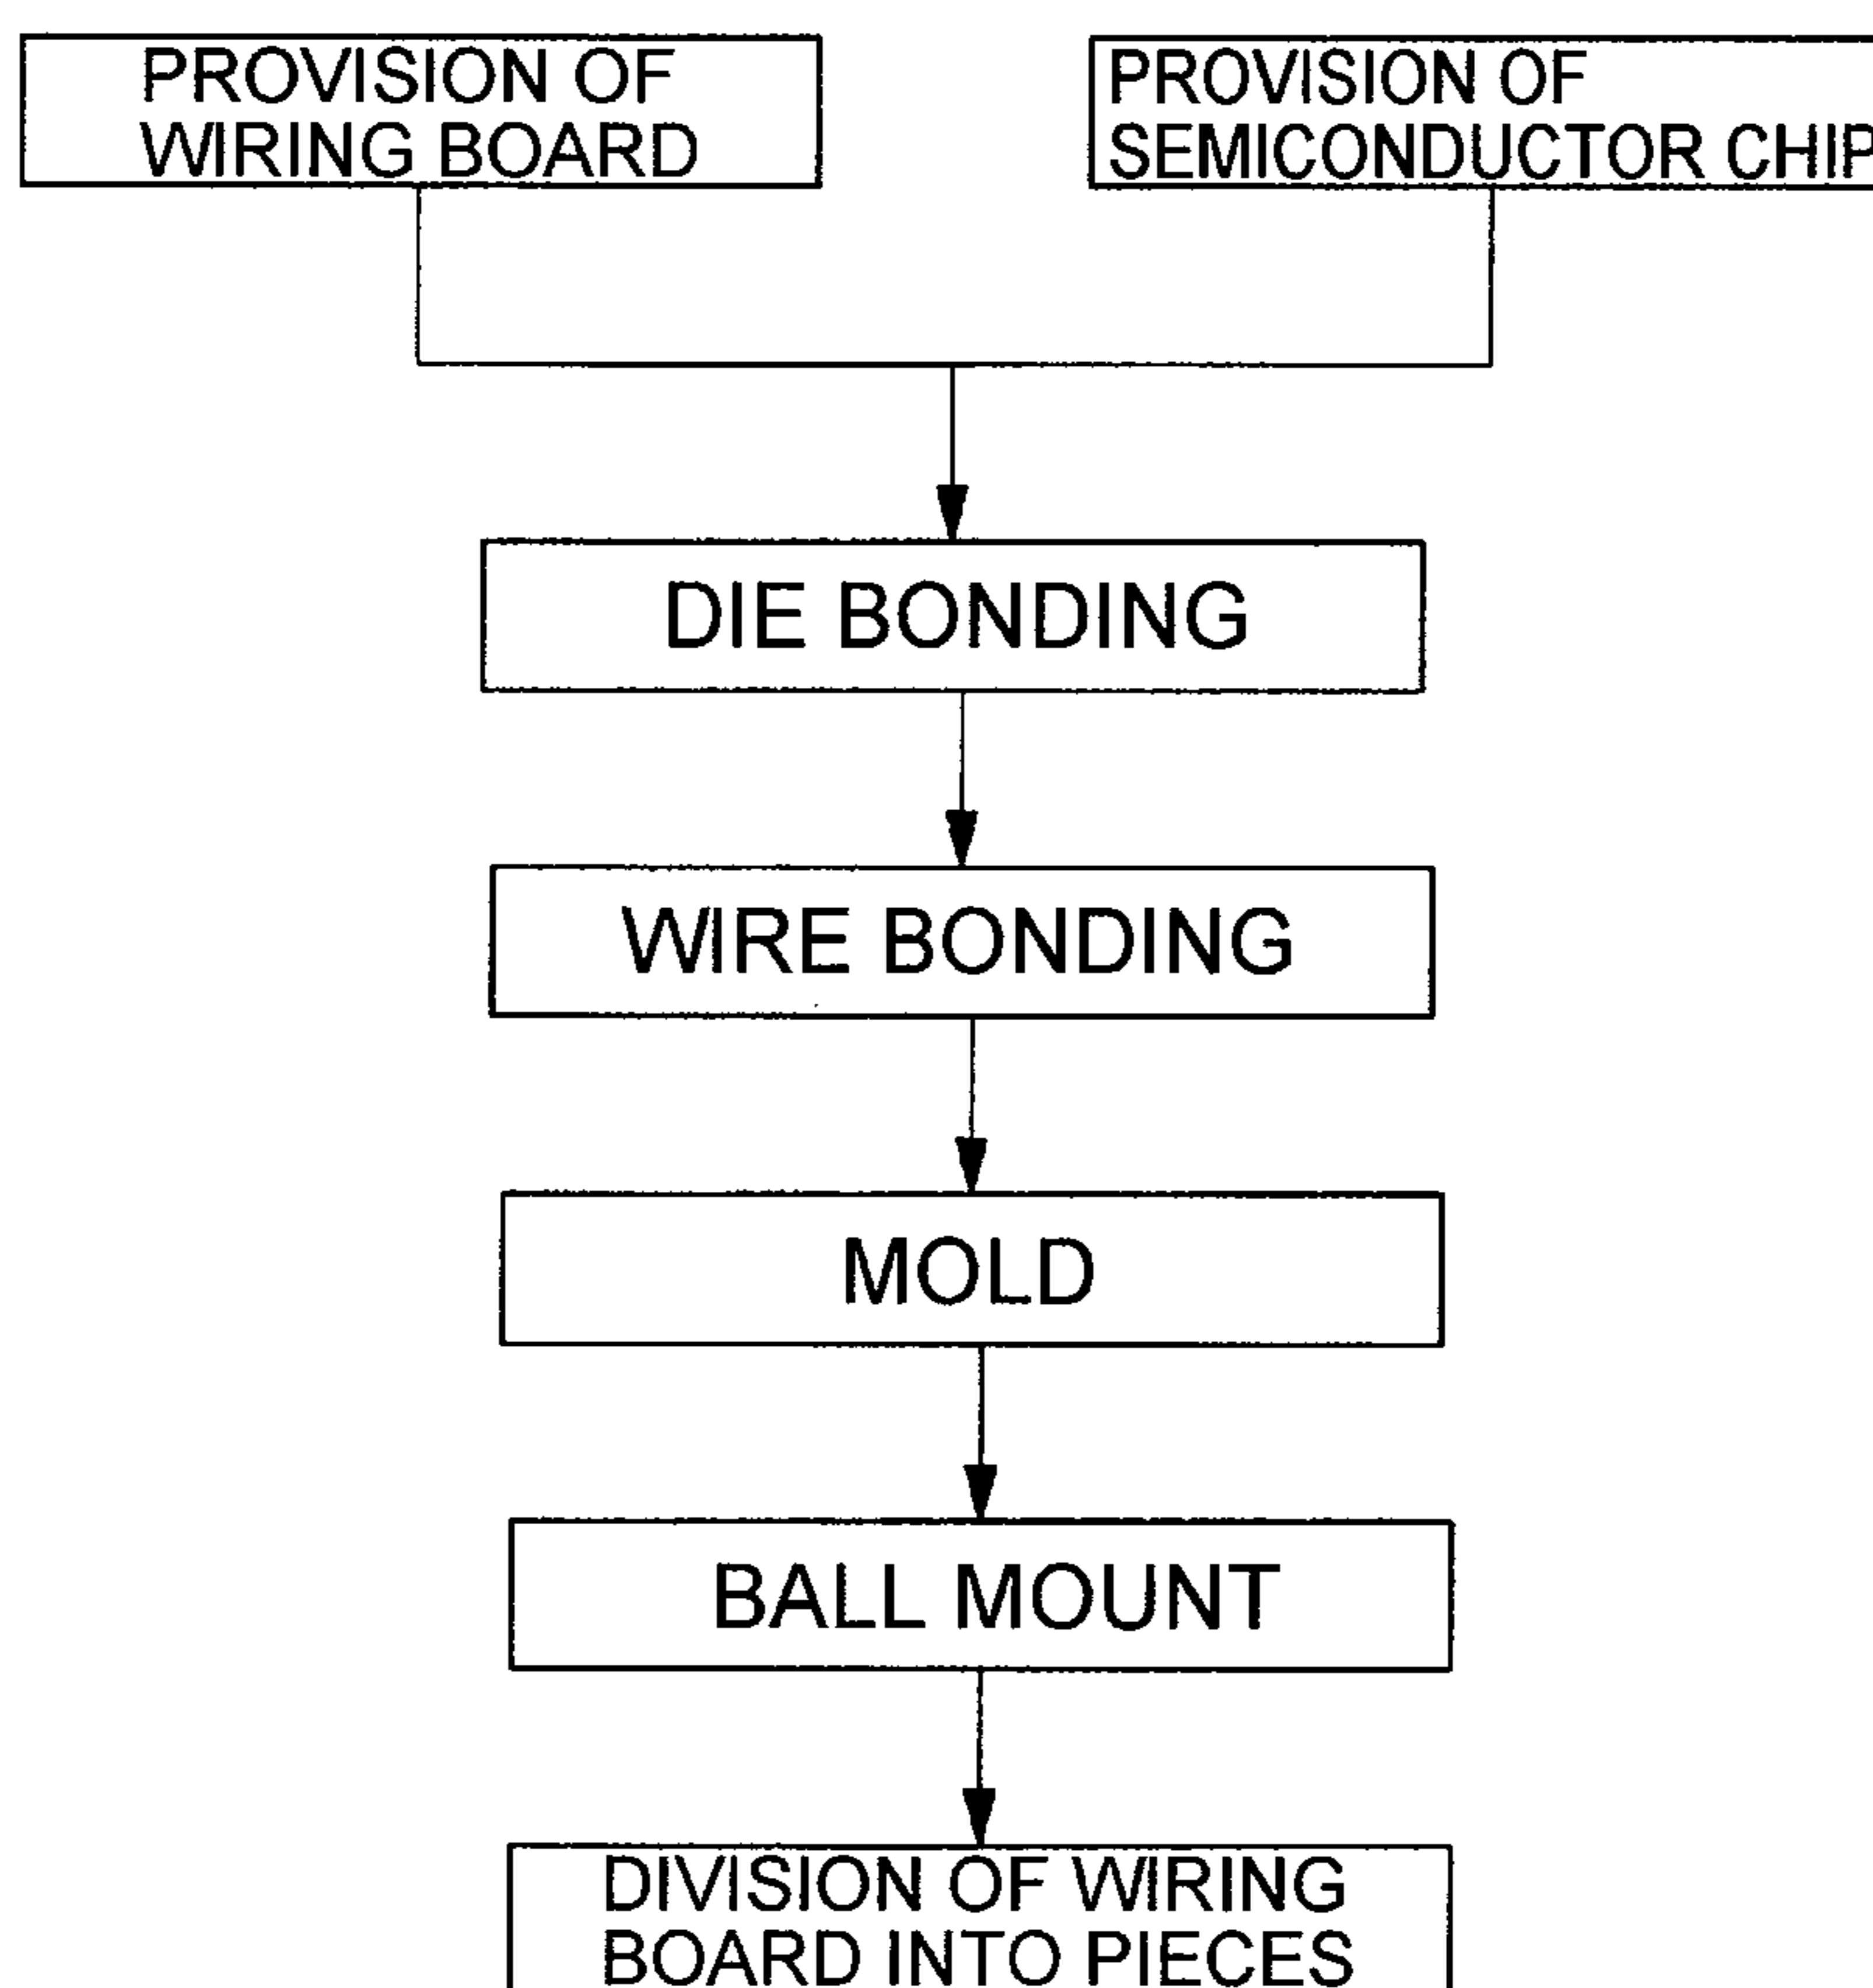 PROVISION OF
WIRING BOARD
PROVISION OF
SEMICONDUCTOR CHIP
DIE BONDING
WIRE BONDING
MOLD
BALL MOUNT
DIVISION OF WIRING
BOARD INTO PIECES